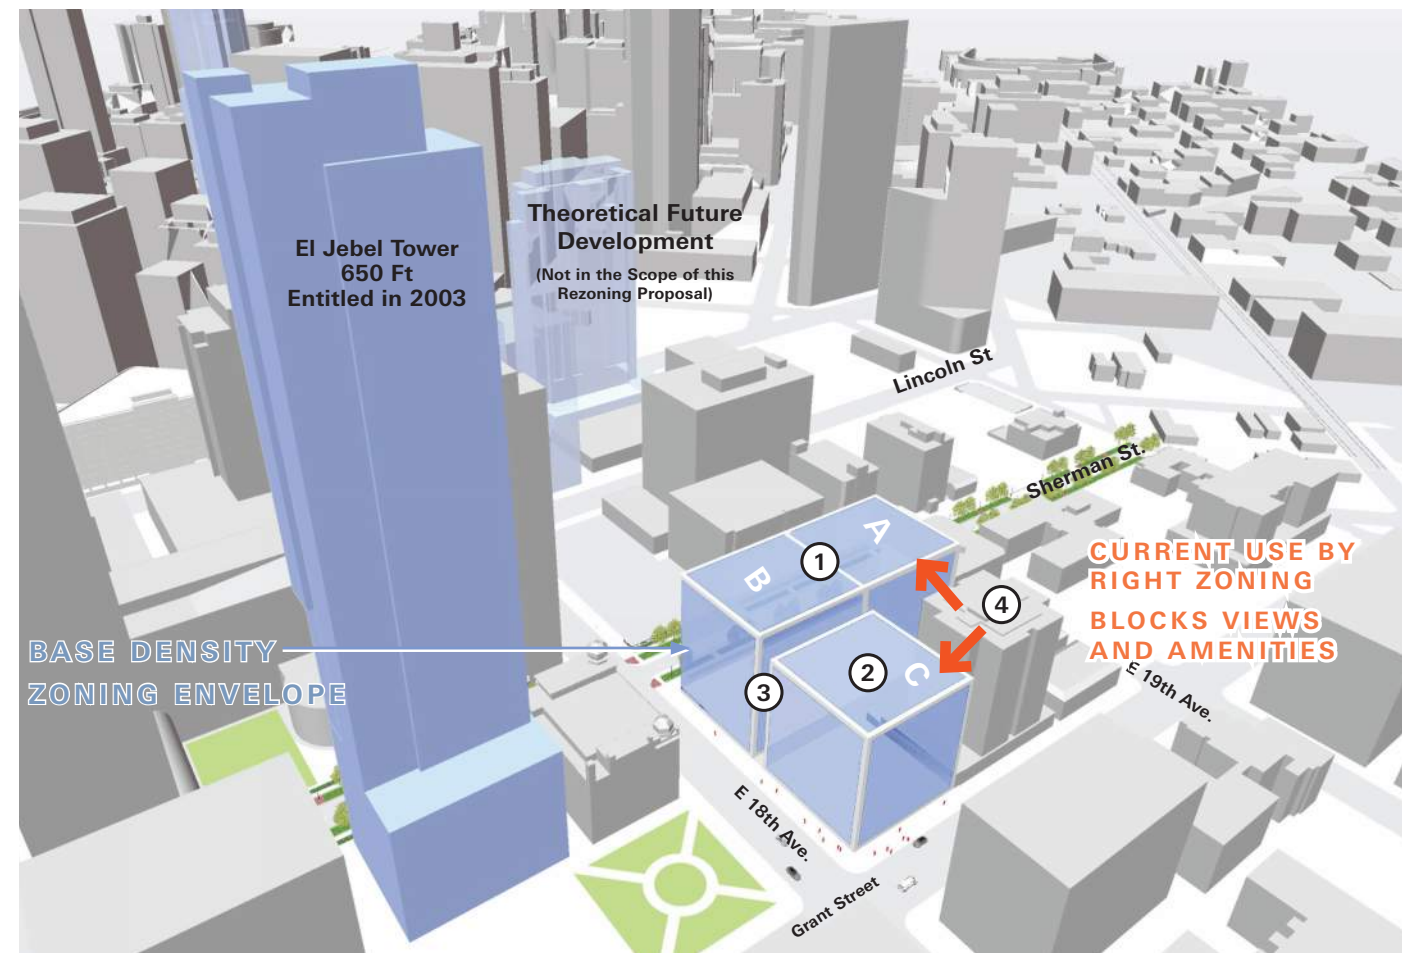 El Jebel Tower
650 Ft
Entitled in 2003
Theoretical Future
Development
(Not in the Scope of this
Rezoning Proposal)
Lincoln St
Sherman St.
A
1
B
CURRENT USE BY
RIGHT ZONING
BLOCKS VIEWS
AND AMENITIES
4
BASE DENSITY
ZONING ENVELOPE
2
C
3
E 19th Ave.
E 18th Ave.
Grant Street